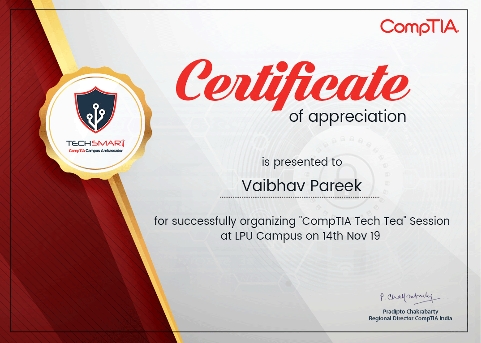 CompTIA.
Certificate
of appreciation
TECHSMART
CompTIA Campus Ambassador
is presented to
Vaibhav Pareek
for successfully organizing "CompTIA Tech Tea" Session
at LPU Campus on 14th Nov 19
P. Chakrabarty
Pradipto Chakrabarty
Regional Director CompTIA India